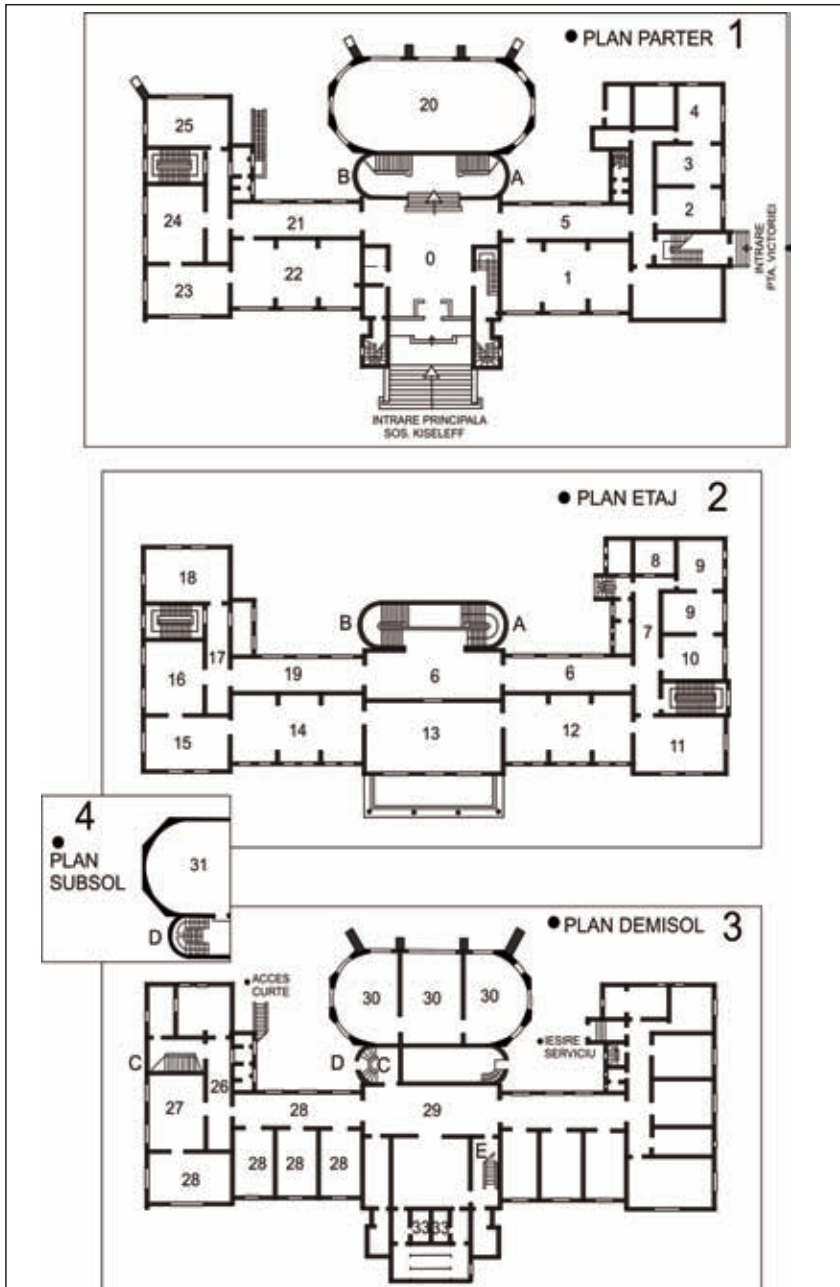 ● PLAN PARTER 1
20
25
4
3
B
A
24
21
5
2
0
22
1
23
INTRARE
PTA. VICTORIEI
INTRARE PRINCIPALA
SOS. KISELEFF
● PLAN ETAJ 2
18
8
9
B
A
9
7
17
10
16
19
6
6
14
13
12
15
11
4
● PLAN
SUBSOL
31
D
● PLAN DEMISOL 3
● ACCES
CURTE
30
30
30
● IESIRE
SERVICIU
C
D
C
26
27
28
29
E
28
28
28
28
33
33